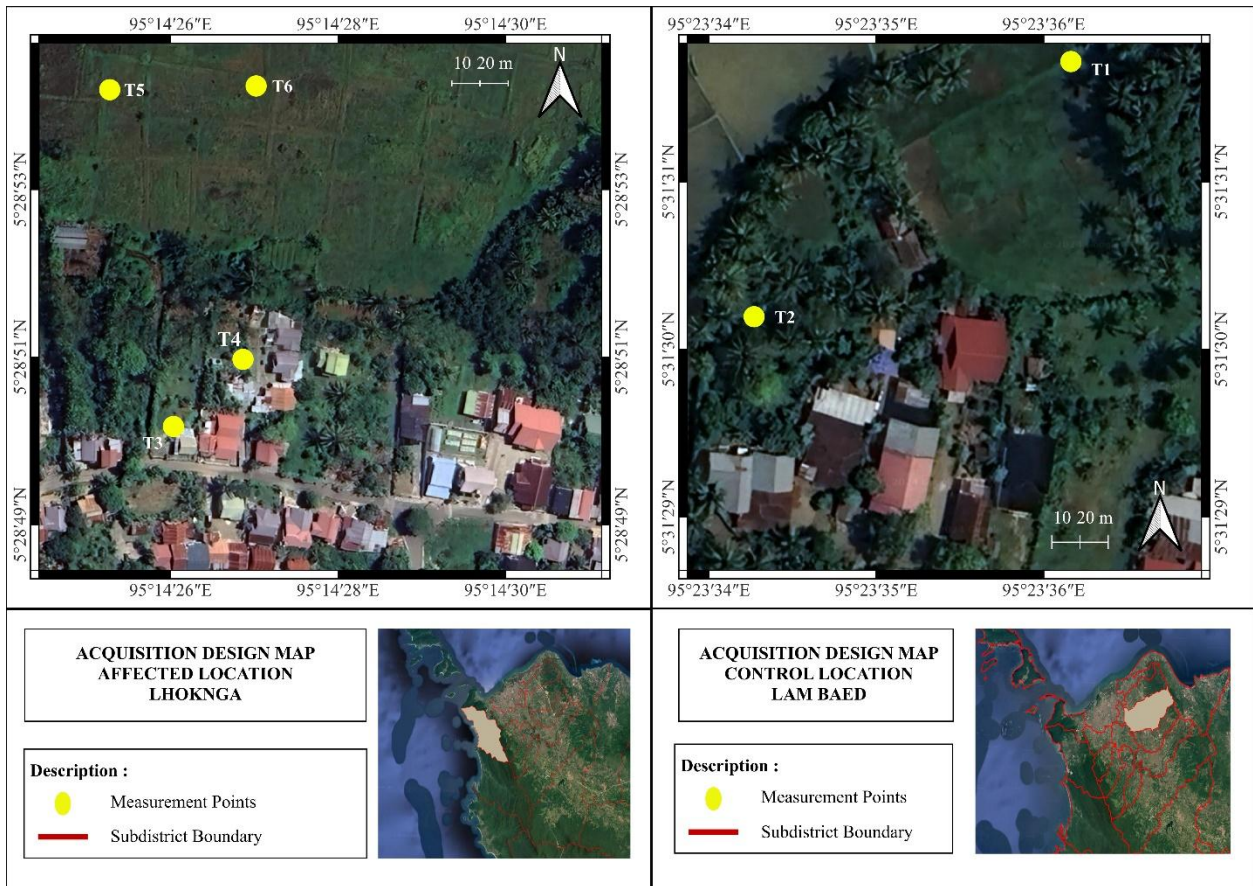 95°14′26″E 95°14′28″E 95°14′30″E
5°28′53″N
5°28′51″N
5°28′49″N
T5
T6
10 20 m
N
T4
T3
5°28′53″N
5°28′51″N
5°28′49″N
95°14′26″E 95°14′28″E 95°14′30″E
95°23′34″E 95°23′35″E 95°23′36″E
5°31′31″N
5°31′30″N
5°31′29″N
T1
T2
N
10 20 m
5°31′31″N
5°31′30″N
5°31′29″N
95°23′34″E 95°23′35″E 95°23′36″E
ACQUISITION DESIGN MAP
AFFECTED LOCATION
LHOKNGA
Description :
Measurement Points
Subdistrict Boundary
ACQUISITION DESIGN MAP
CONTROL LOCATION
LAM BAED
Description :
Measurement Points
Subdistrict Boundary